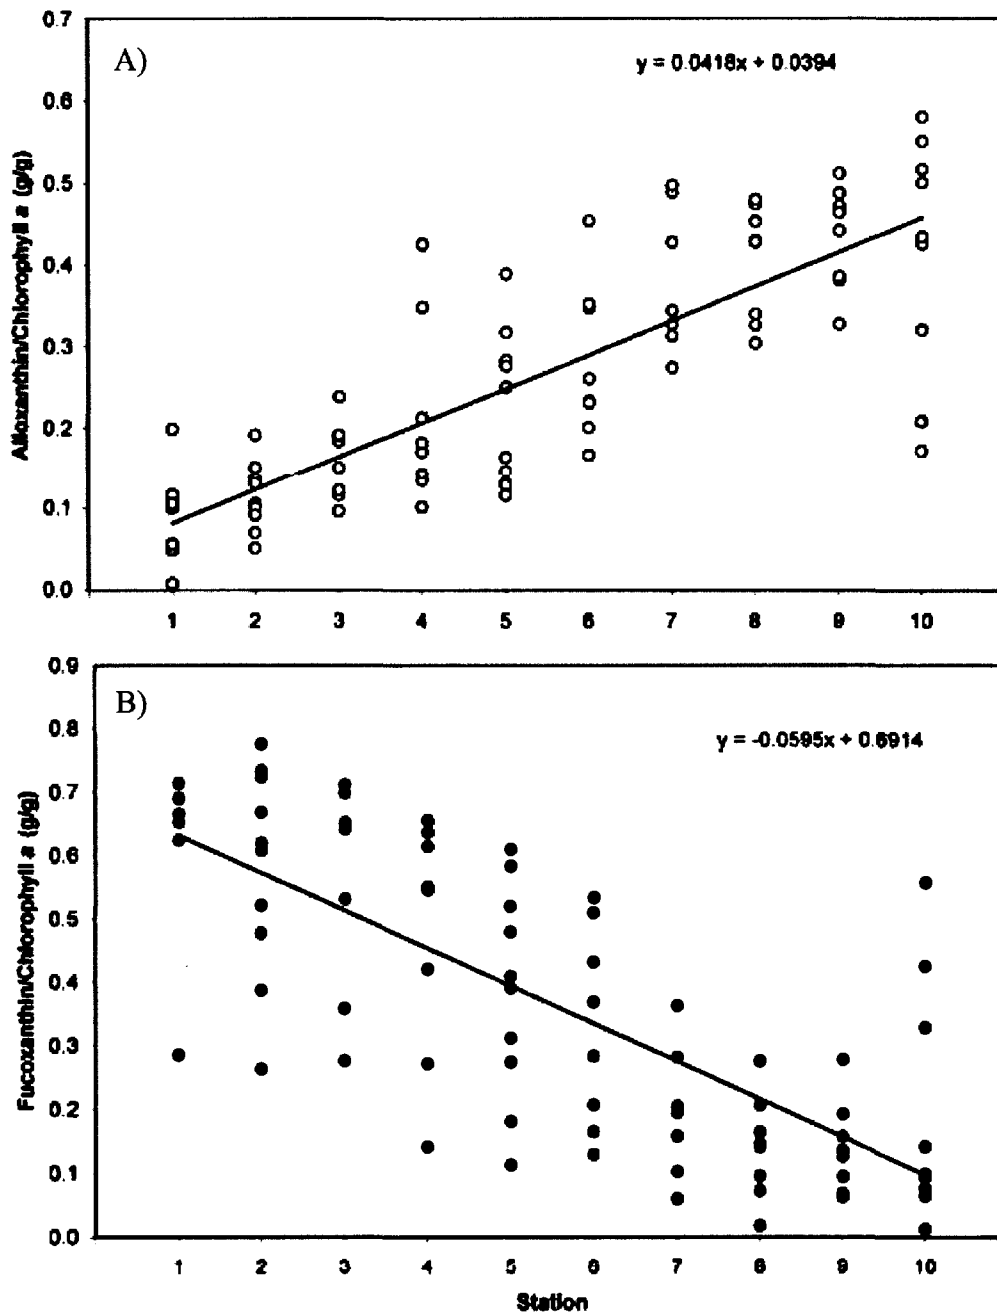 A)
y = 0.0418x + 0.0394
Alloxanthin/Chlorophyll a (g/g)
0.7
0.6
0.5
0.4
0.3
0.2
0.1
0.0
1 2 3 4 5 6 7 8 9 10
B)
y = -0.0595x + 0.6914
Fucoxanthin/Chlorophyll a (g/g)
0.9
0.8
0.7
0.6
0.5
0.4
0.3
0.2
0.1
0.0
1 2 3 4 5 6 7 8 9 10
Station